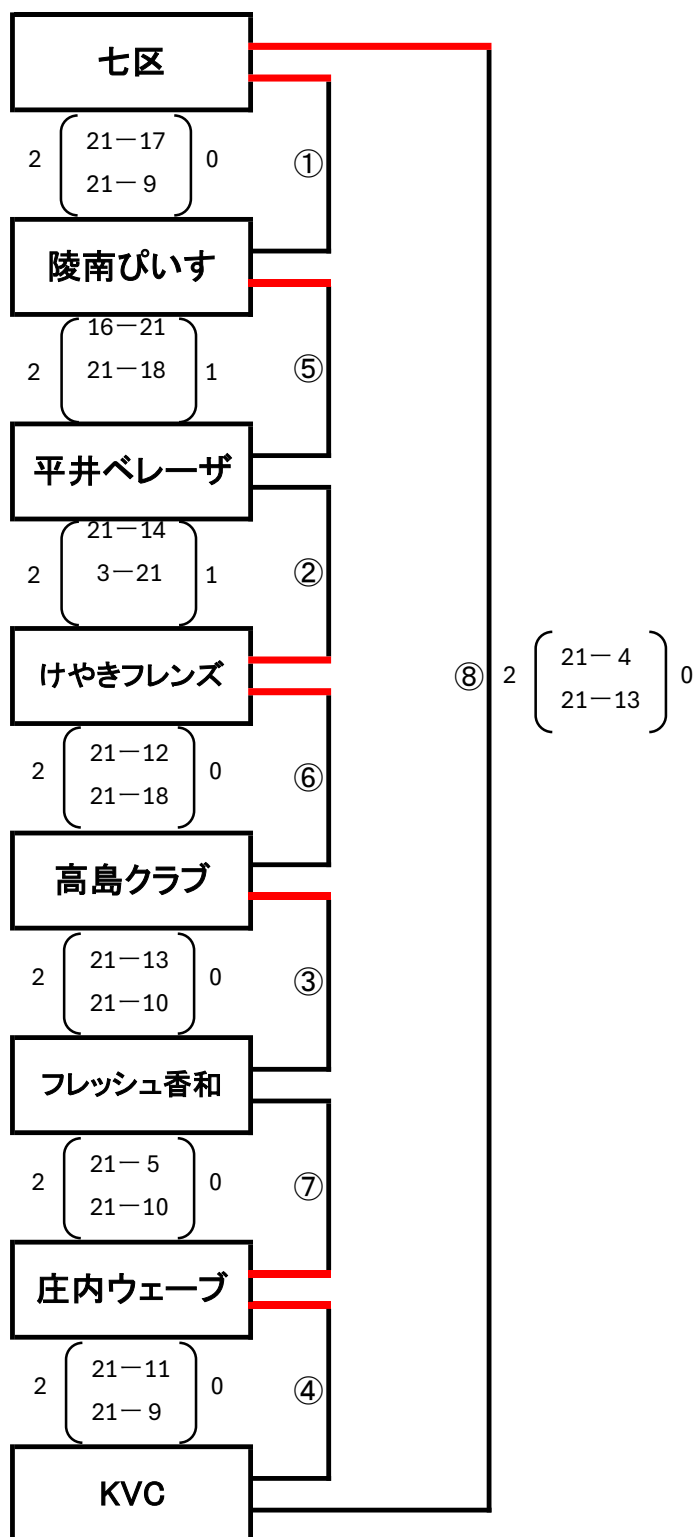 七区
2 21－17 0
21－ 9
①
陵南ぴいす
16－21
2 21－18 1
⑤
平井ベレーザ
21－14
2 3－21 1
②
けやきフレンズ
2 21－12 0
21－18
⑥
⑧ 2 21－ 4 0
21－13
高島クラブ
2 21－13 0
21－10
③
フレッシュ香和
2 21－ 5 0
21－10
⑦
庄内ウェーブ
2 21－11 0
21－ 9
④
KVC